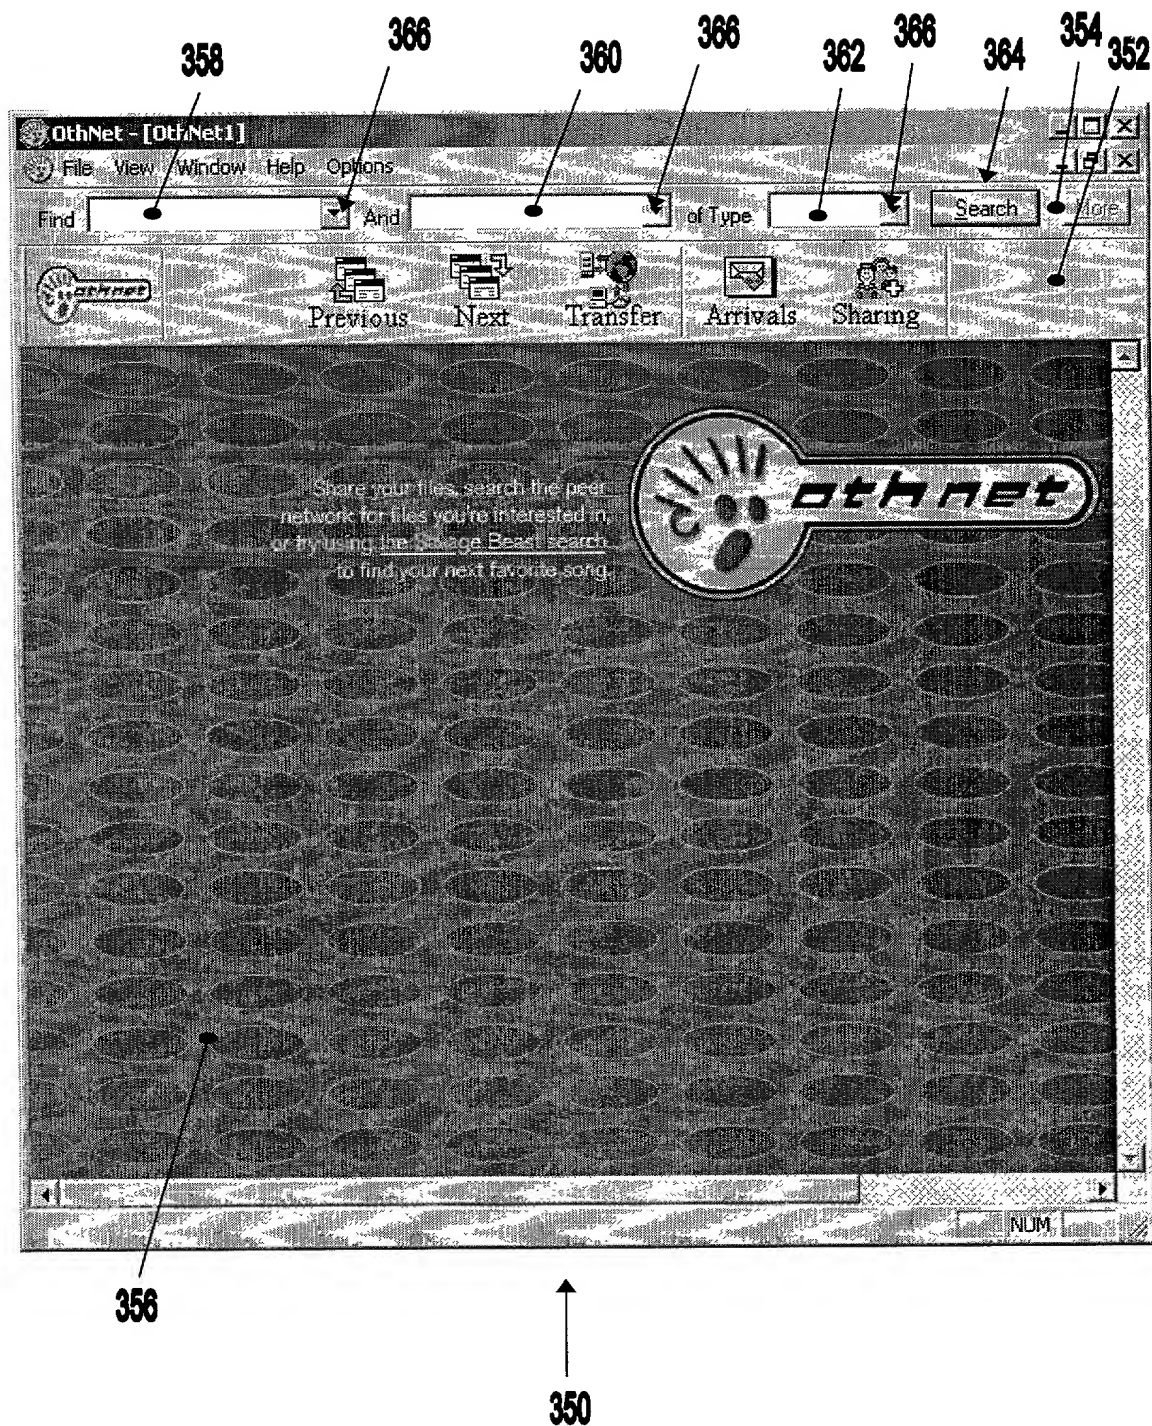 358
366
360
366
362
366
364
354
352
OthNet - [OthNet1]
File View Window Help Options
Find And of Type Search More
othnet Previous Next Transfer Arrivals Sharing
Share your files, search the peer
network for files you're interested in,
or try using the Savage Beast search
to find your next favorite song.
othnet
NUM
356
350